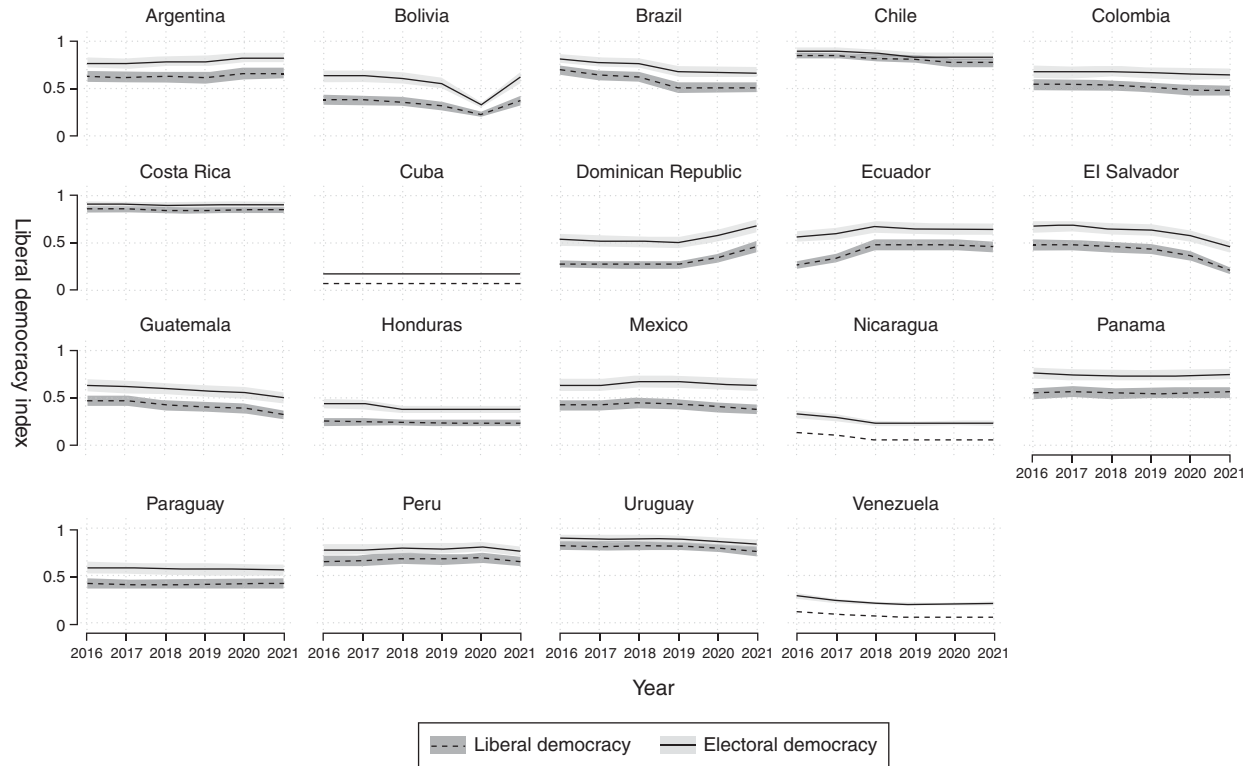 Argentina Bolivia Brazil Chile Colombia
1
0.5
0
Costa Rica Cuba Dominican Republic Ecuador El Salvador
1
0.5
0
Guatemala Honduras Mexico Nicaragua Panama
1
0.5
0
2016 2017 2018 2019 2020 2021
Paraguay Peru Uruguay Venezuela
1
0.5
0
2016 2017 2018 2019 2020 2021 2016 2017 2018 2019 2020 2021 2016 2017 2018 2019 2020 2021 2016 2017 2018 2019 2020 2021
Liberal democracy index
Year
Liberal democracy Electoral democracy